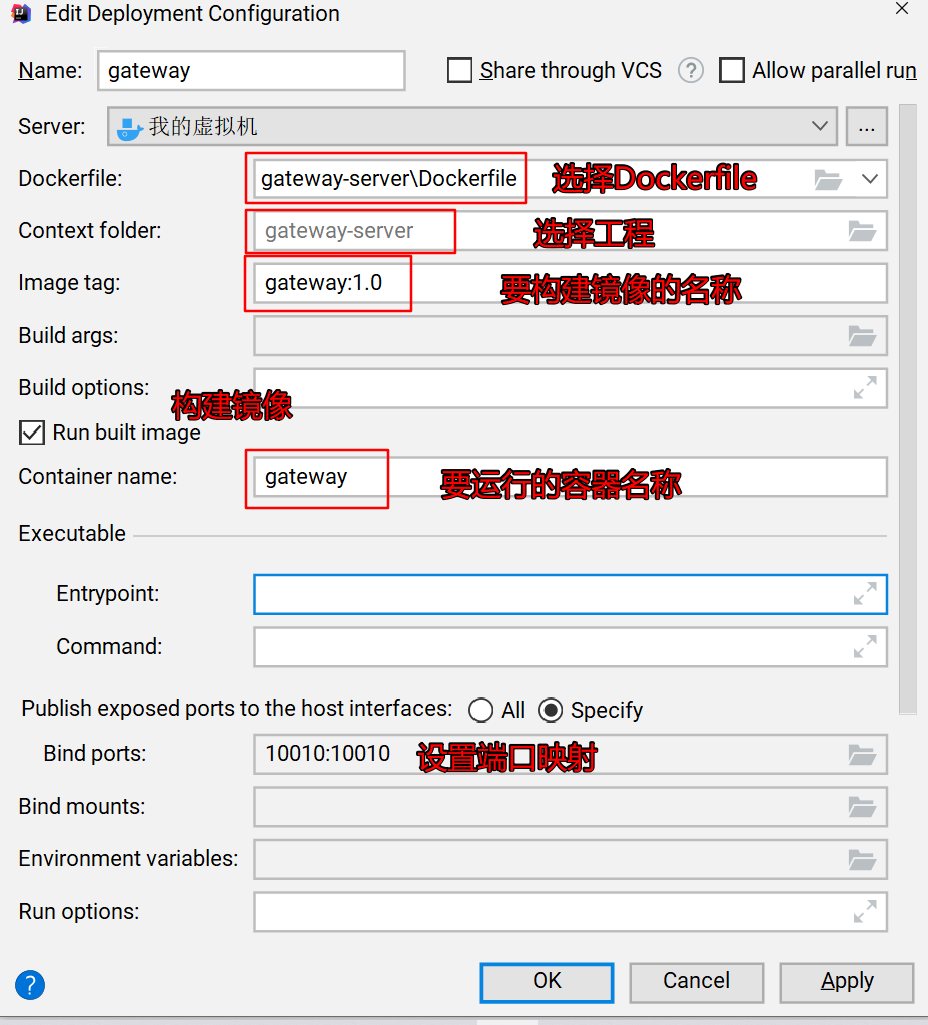 Edit Deployment Configuration
Name: gateway Share through VCS ? Allow parallel run
Server: 我的虚拟机 ...
Dockerfile: gateway-server\Dockerfile 选择Dockerfile
Context folder: gateway-server 选择工程
Image tag: gateway:1.0 要构建镜像的名称
Build args:
Build options:
构建镜像
Run built image
Container name: gateway 要运行的容器名称
Executable
Entrypoint:
Command:
Publish exposed ports to the host interfaces: All Specify
Bind ports: 10010:10010 设置端口映射
Bind mounts:
Environment variables:
Run options:
? OK Cancel Apply